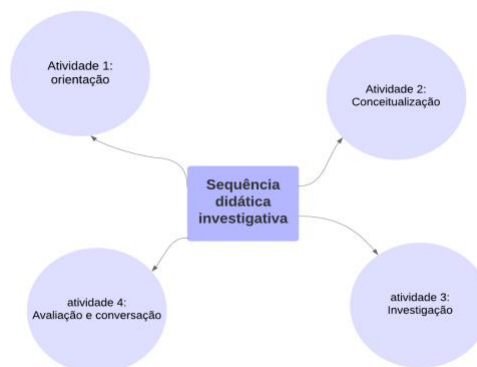 Atividade 1:
orientação
Atividade 2:
Conceitualização
Sequência
didática
investigativa
atividade 3:
Investigação
atividade 4:
Avaliação e conversação